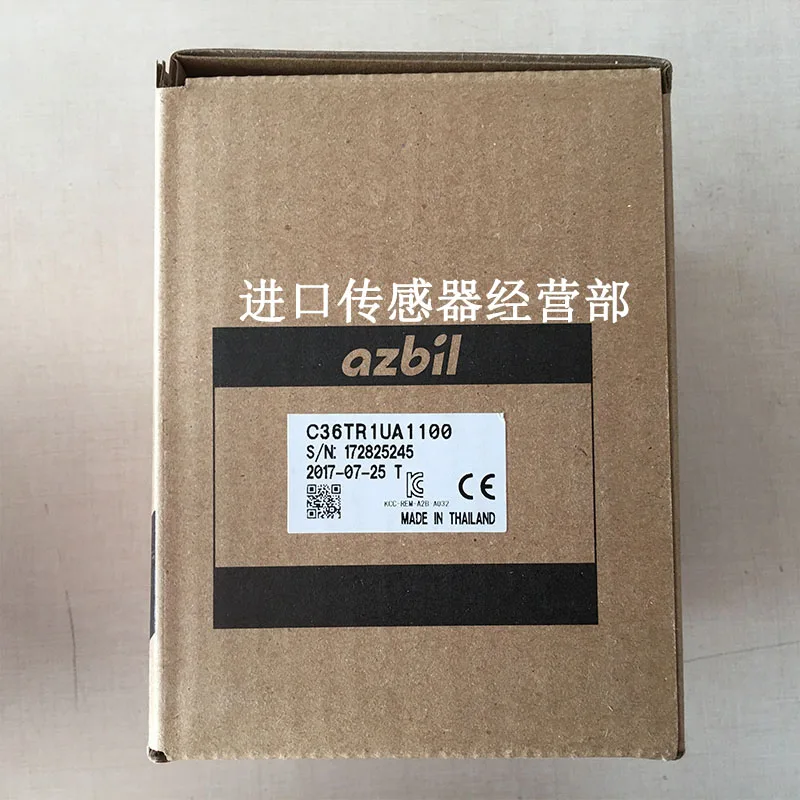 进口传感器经营部
azbil
C36TR1UA1100
S/N: 172825245
2017-07-25 T
KCC-REM-A2B-A032
CE
MADE IN THAILAND